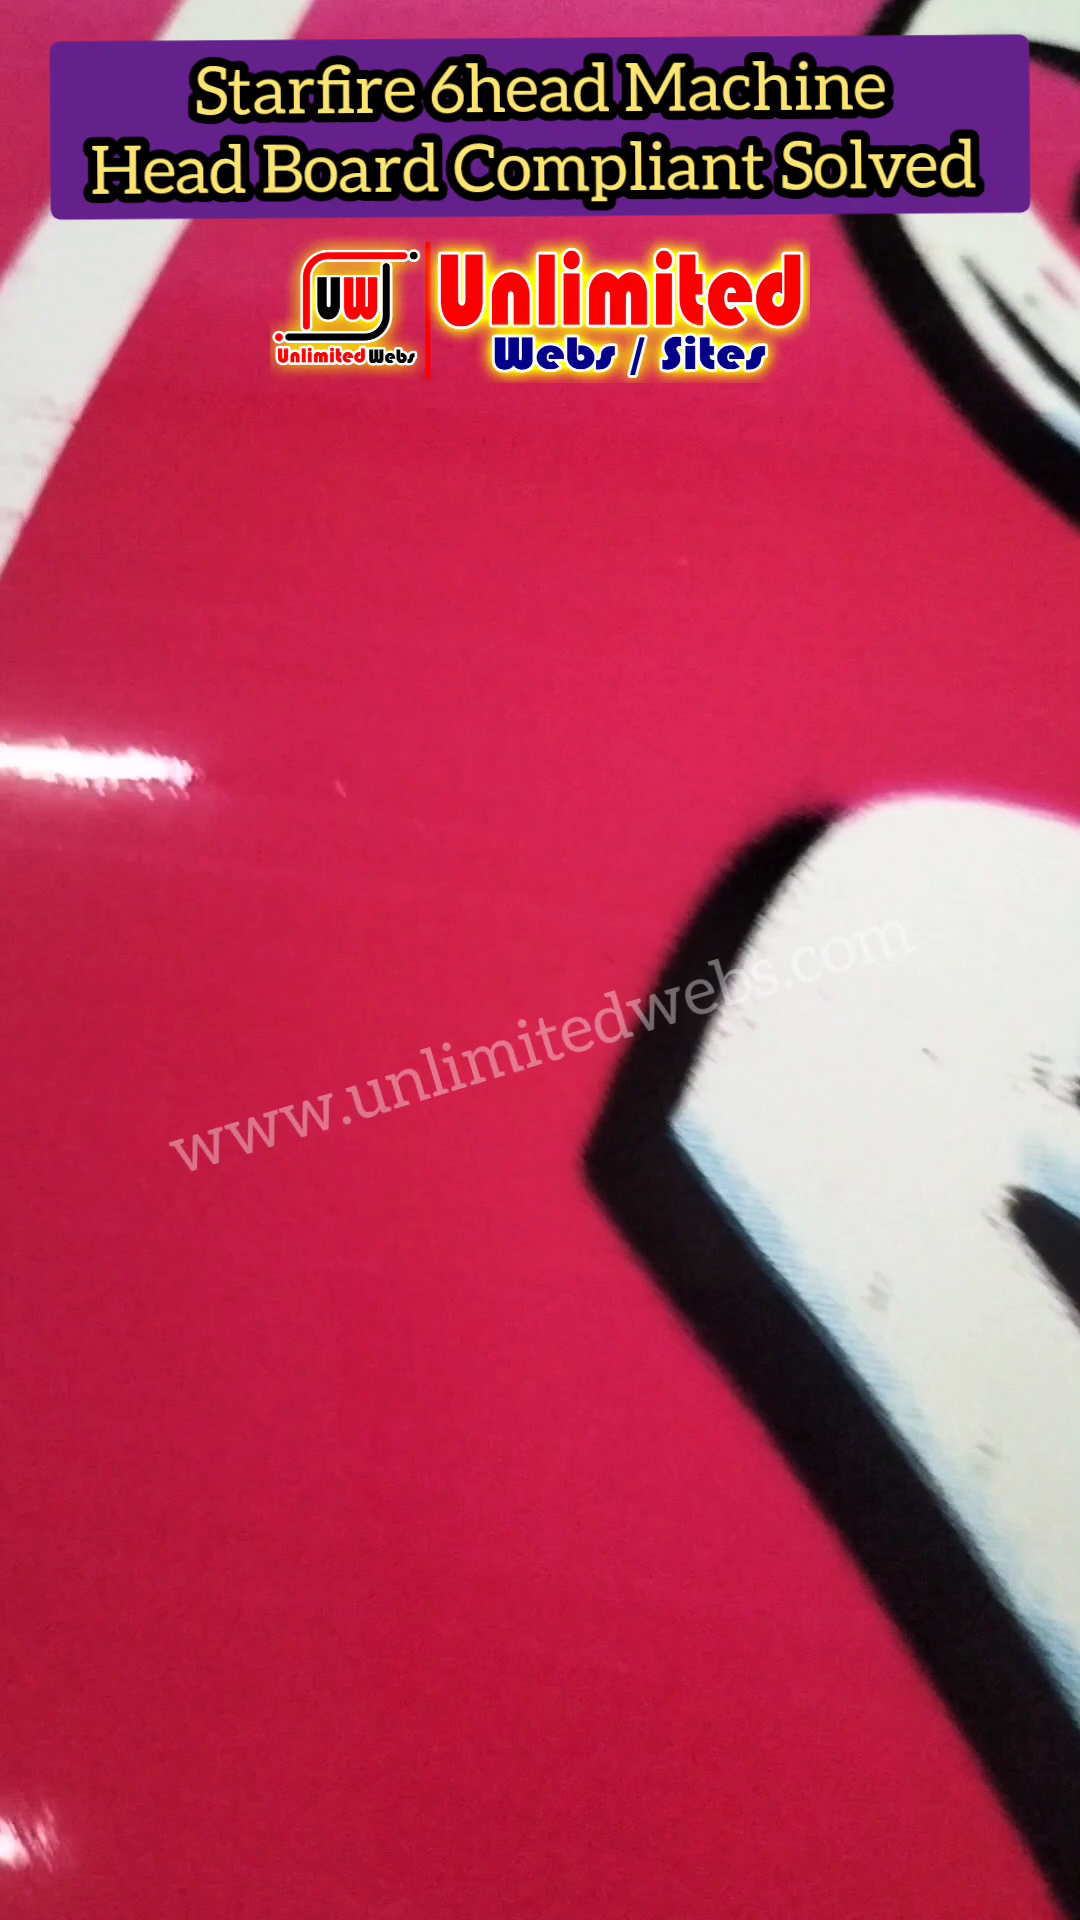 Starfire 6head Machine
Head Board Compliant Solved
UW
Unlimited Webs
Unlimited
Webs / Sites
www.unlimitedwebs.com